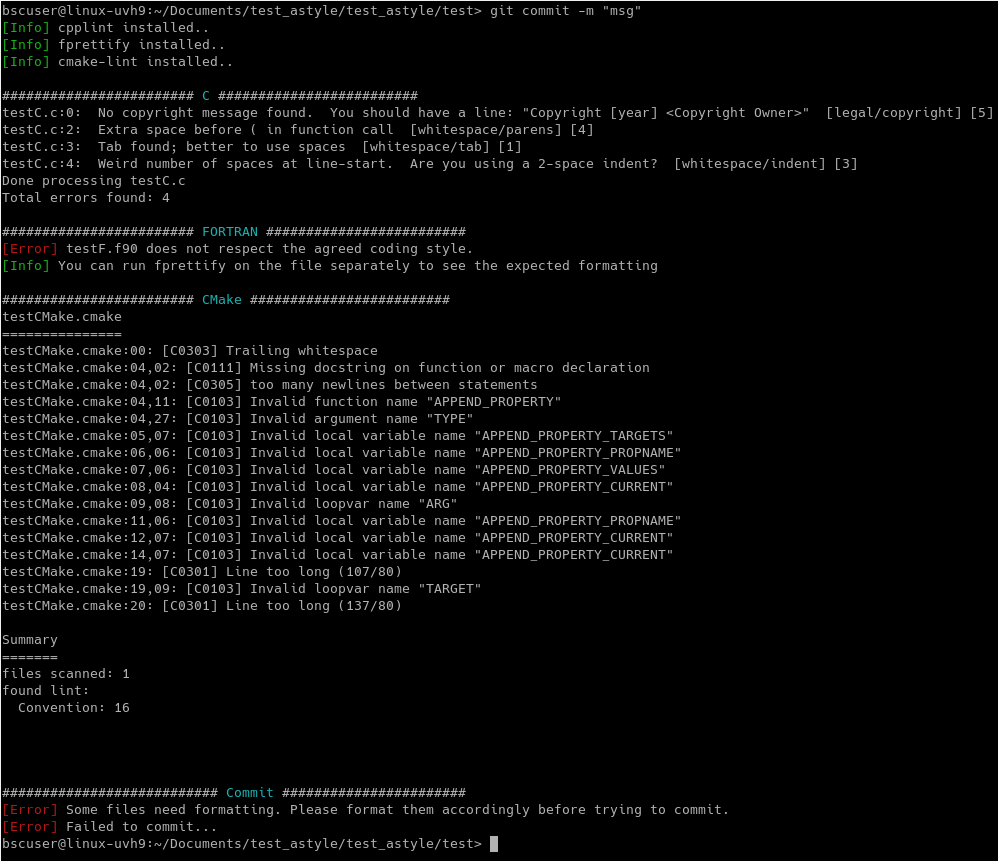 bscuser@linux-uvh9:~/Documents/test_astyle/test_astyle/test> git commit -m "msg"
[Info] cpplint installed..
[Info] fprettify installed..
[Info] cmake-lint installed..
######################## C #########################
testC.c:0:  No copyright message found.  You should have a line: "Copyright [year] <Copyright Owner>"  [legal/copyright] [5]
testC.c:2:  Extra space before ( in function call  [whitespace/parens] [4]
testC.c:3:  Tab found; better to use spaces  [whitespace/tab] [1]
testC.c:4:  Weird number of spaces at line-start.  Are you using a 2-space indent?  [whitespace/indent] [3]
Done processing testC.c
Total errors found: 4
######################## FORTRAN #########################
[Error] testF.f90 does not respect the agreed coding style.
[Info] You can run fprettify on the file separately to see the expected formatting
######################## CMake #########################
testCMake.cmake
===============
testCMake.cmake:00: [C0303] Trailing whitespace
testCMake.cmake:04,02: [C0111] Missing docstring on function or macro declaration
testCMake.cmake:04,02: [C0305] too many newlines between statements
testCMake.cmake:04,11: [C0103] Invalid function name "APPEND_PROPERTY"
testCMake.cmake:04,27: [C0103] Invalid argument name "TYPE"
testCMake.cmake:05,07: [C0103] Invalid local variable name "APPEND_PROPERTY_TARGETS"
testCMake.cmake:06,06: [C0103] Invalid local variable name "APPEND_PROPERTY_PROPNAME"
testCMake.cmake:07,06: [C0103] Invalid local variable name "APPEND_PROPERTY_VALUES"
testCMake.cmake:08,04: [C0103] Invalid local variable name "APPEND_PROPERTY_CURRENT"
testCMake.cmake:09,08: [C0103] Invalid loopvar name "ARG"
testCMake.cmake:11,06: [C0103] Invalid local variable name "APPEND_PROPERTY_PROPNAME"
testCMake.cmake:12,07: [C0103] Invalid local variable name "APPEND_PROPERTY_CURRENT"
testCMake.cmake:14,07: [C0103] Invalid local variable name "APPEND_PROPERTY_CURRENT"
testCMake.cmake:19: [C0301] Line too long (107/80)
testCMake.cmake:19,09: [C0103] Invalid loopvar name "TARGET"
testCMake.cmake:20: [C0301] Line too long (137/80)
Summary
=======
files scanned: 1
found lint:
  Convention: 16
########################### Commit #######################
[Error] Some files need formatting. Please format them accordingly before trying to commit.
[Error] Failed to commit...
bscuser@linux-uvh9:~/Documents/test_astyle/test_astyle/test>